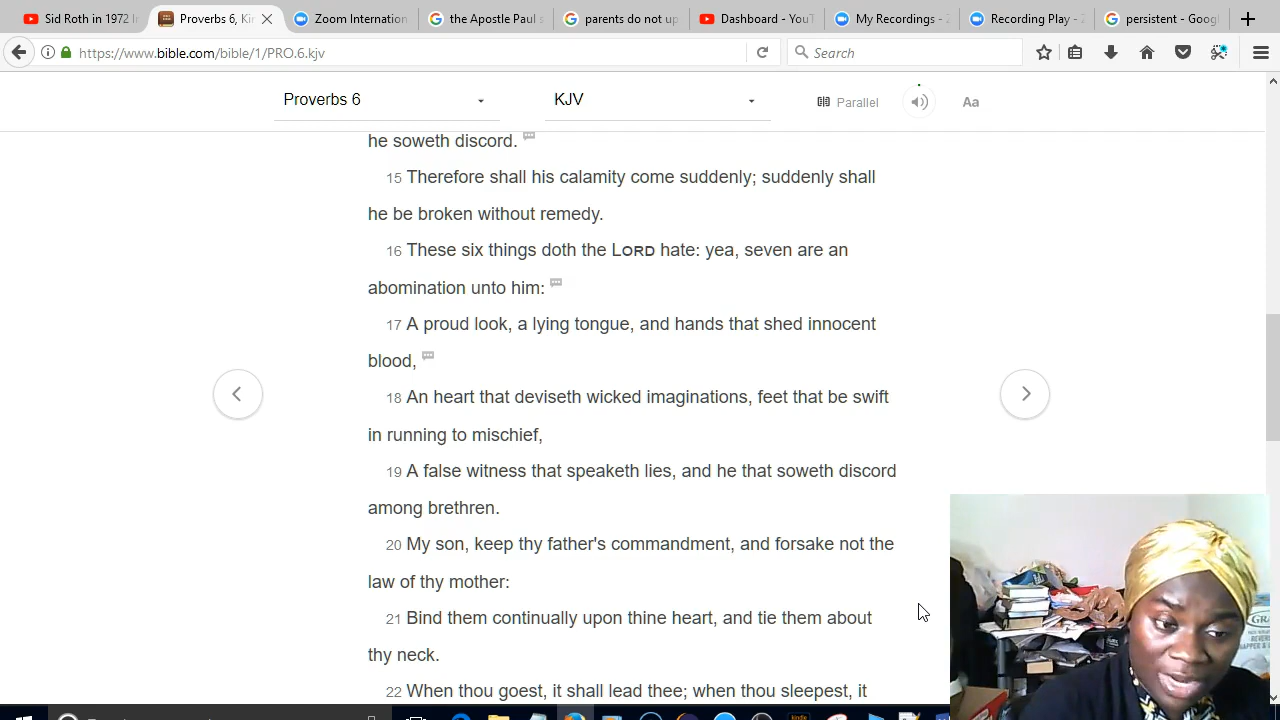 Sid Roth in 1972 I
Proverbs 6, Ki
Zoom Internation
the Apostle Paul s
parents do not up
Dashboard - YouT
My Recordings - Z
Recording Play - Z
persistent - Googl
https://www.bible.com/bible/1/PRO.6.kjv
Search
Proverbs 6
KJV
Parallel
Aa
he soweth discord.
15 Therefore shall his calamity come suddenly; suddenly shall
he be broken without remedy.
16 These six things doth the LORD hate: yea, seven are an
abomination unto him:
17 A proud look, a lying tongue, and hands that shed innocent
blood,
18 An heart that deviseth wicked imaginations, feet that be swift
in running to mischief,
19 A false witness that speaketh lies, and he that soweth discord
among brethren.
20 My son, keep thy father's commandment, and forsake not the
law of thy mother:
21 Bind them continually upon thine heart, and tie them about
thy neck.
22 When thou goest, it shall lead thee; when thou sleepest, it